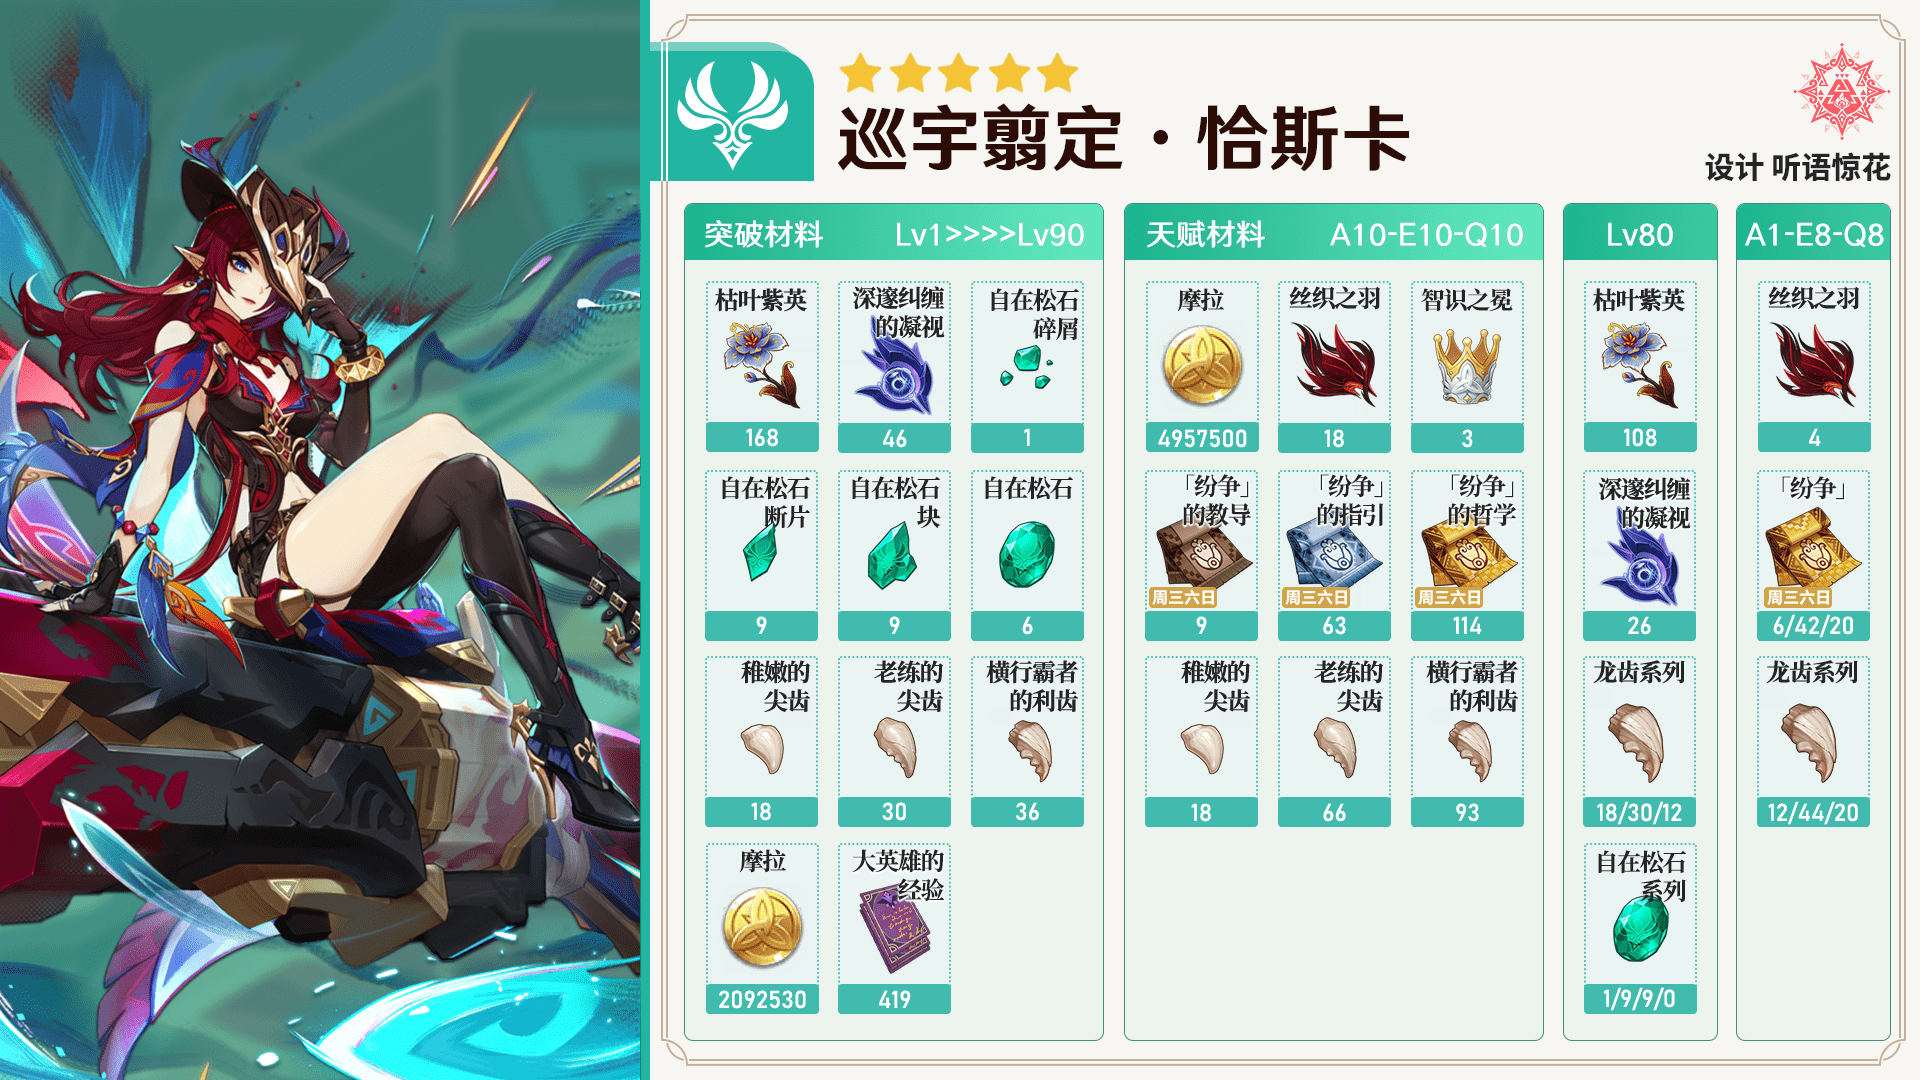 巡宇翦定·恰斯卡
设计 听语惊花
突破材料 Lv1>>>>Lv90
枯叶紫英
168
深邃纠缠
的凝视
46
自在松石
碎屑
1
自在松石
断片
9
自在松石
块
9
自在松石
6
稚嫩的
尖齿
18
老练的
尖齿
30
横行霸者
的利齿
36
摩拉
2092530
大英雄的
经验
419
天赋材料 A10-E10-Q10
摩拉
4957500
丝织之羽
18
智识之冕
3
「纷争」
的教导
周三六日
9
「纷争」
的指引
周三六日
63
「纷争」
的哲学
周三六日
114
稚嫩的
尖齿
18
老练的
尖齿
66
横行霸者
的利齿
93
Lv80
枯叶紫英
108
深邃纠缠
的凝视
26
龙齿系列
18/30/12
自在松石
系列
1/9/9/0
A1-E8-Q8
丝织之羽
4
「纷争」
周三六日
6/42/20
龙齿系列
12/44/20